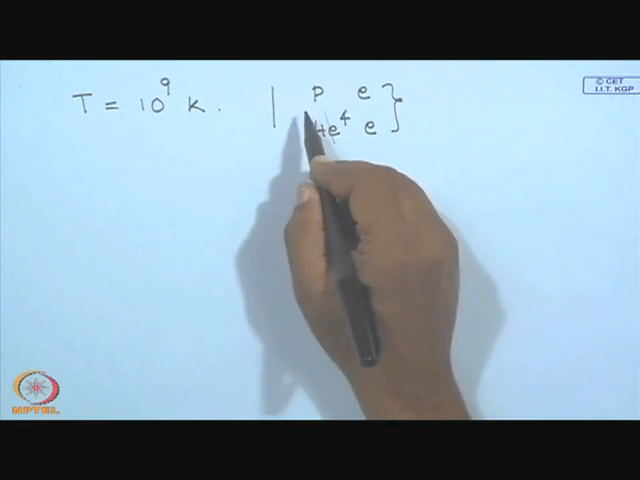 T = 10⁹ K. | P e }
He⁴ e
© CET
I.I.T. KGP
NPTEL